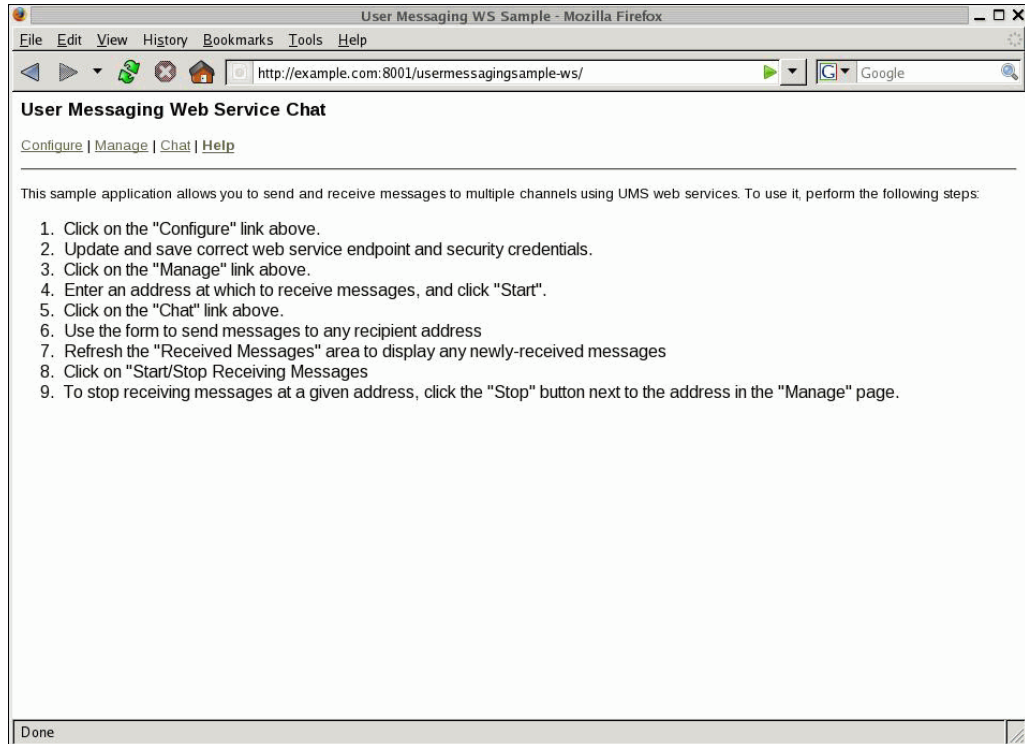 User Messaging WS Sample - Mozilla Firefox
File Edit View History Bookmarks Tools Help
http://example.com:8001/usermessagingsample-ws/ G Google
User Messaging Web Service Chat
Configure | Manage | Chat | Help
This sample application allows you to send and receive messages to multiple channels using UMS web services. To use it, perform the following steps:
1. Click on the "Configure" link above.
2. Update and save correct web service endpoint and security credentials.
3. Click on the "Manage" link above.
4. Enter an address at which to receive messages, and click "Start".
5. Click on the "Chat" link above.
6. Use the form to send messages to any recipient address
7. Refresh the "Received Messages" area to display any newly-received messages
8. Click on "Start/Stop Receiving Messages
9. To stop receiving messages at a given address, click the "Stop" button next to the address in the "Manage" page.
Done